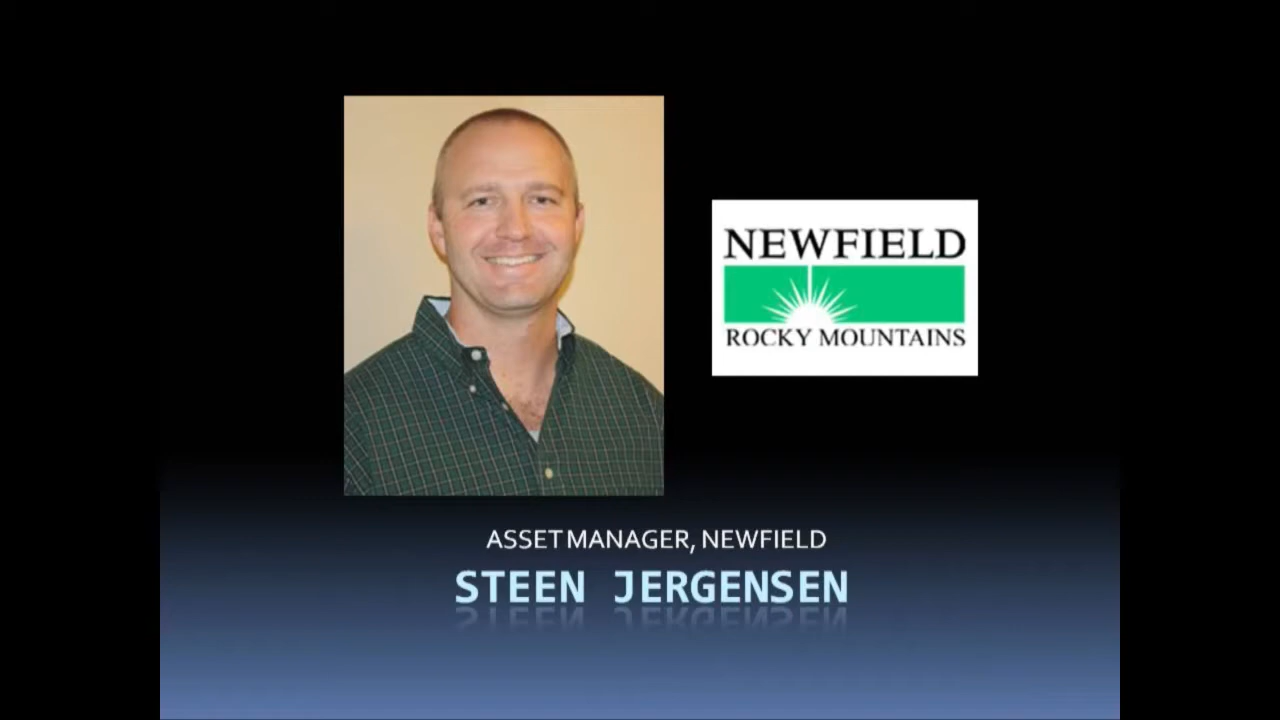 NEWFIELD
ROCKY MOUNTAINS
ASSET MANAGER, NEWFIELD
STEEN JERGENSEN